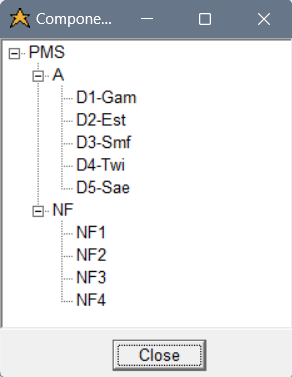 Compone...
PMS
A
D1-Gam
D2-Est
D3-Smf
D4-Twi
D5-Sae
NF
NF1
NF2
NF3
NF4
Close